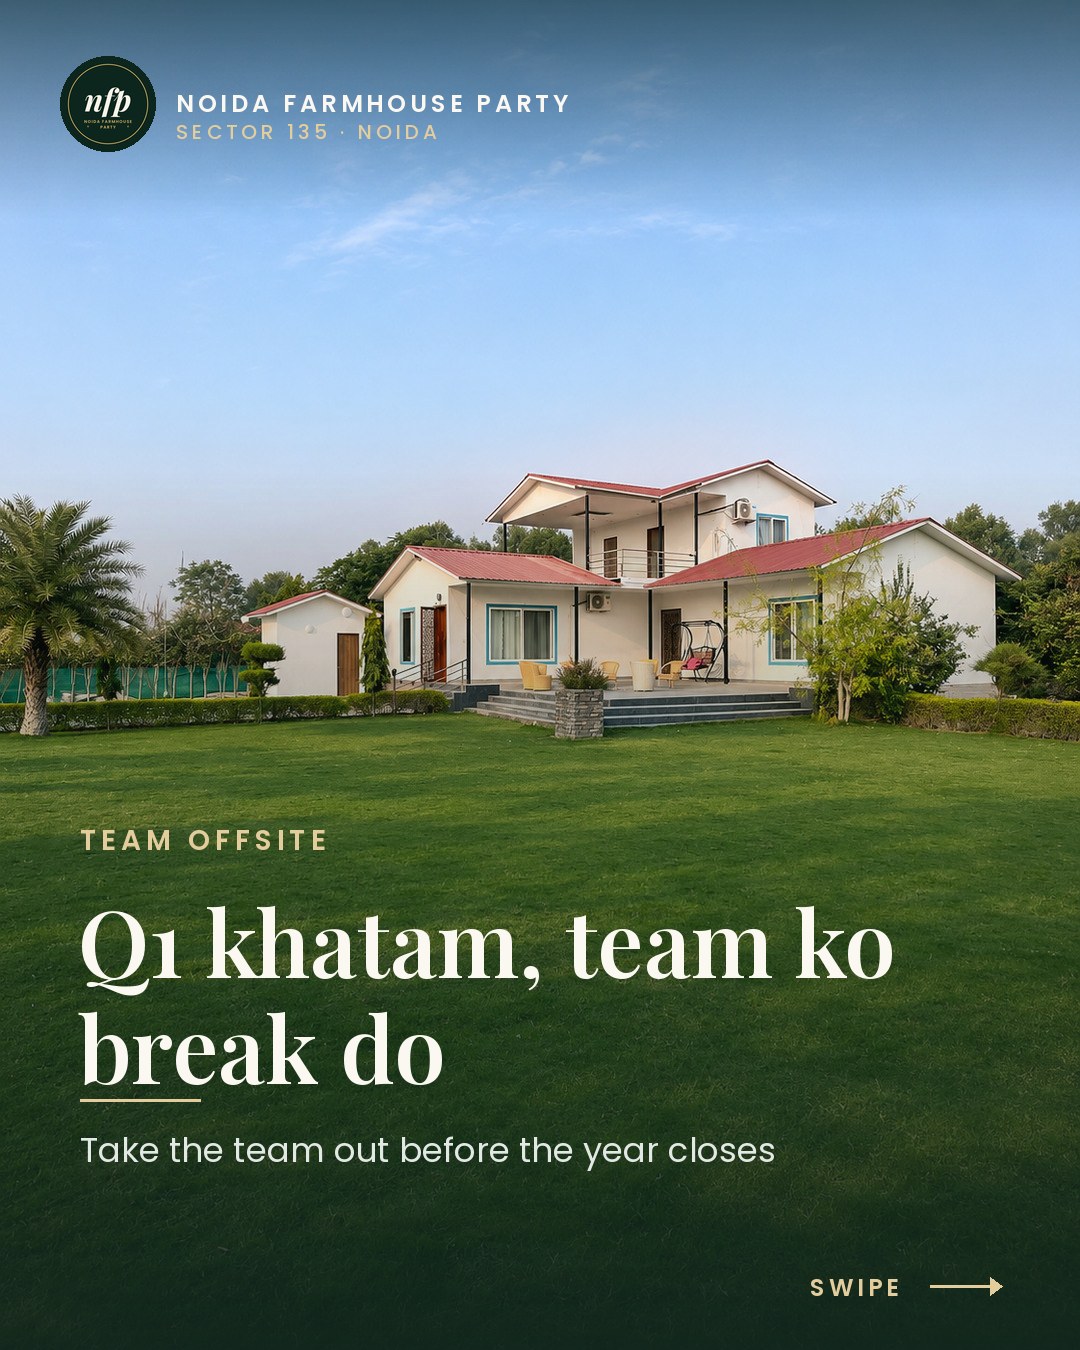 nfp
NOIDA FARMHOUSE
PARTY
NOIDA FARMHOUSE PARTY
SECTOR 135 · NOIDA
TEAM OFFSITE
Q1 khatam, team ko
break do
Take the team out before the year closes
SWIPE